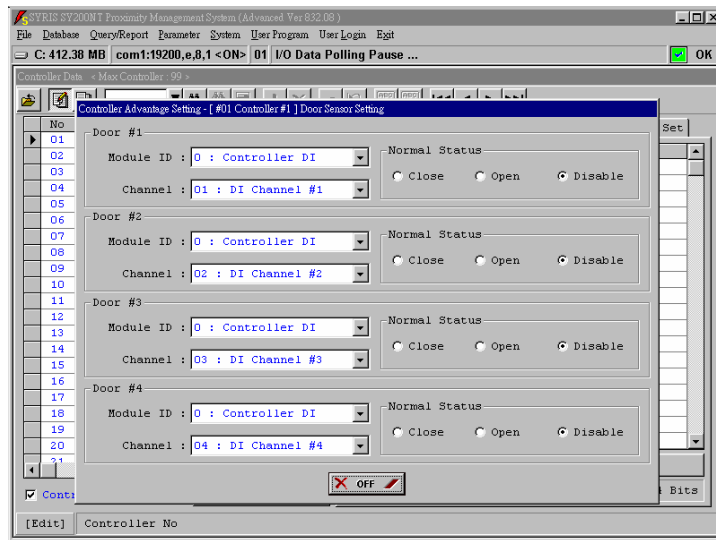 SYRIS SY200NT Proximity Management System (Advanced Ver 832.08 )
File Database Query/Report Parameter System User Program User Login Exit
C: 412.38 MB com1:19200,e,8,1 <ON> 01 I/O Data Polling Pause ... OK
Controller Data < Max Controller : 99 >
Controller Advantage Setting - [ #01 Controller #1 ] Door Sensor Setting
No
Set
01
02
03
04
05
06
07
08
09
10
11
12
13
14
15
16
17
18
19
20
21
Door #1
Module ID : 0 : Controller DI
Channel : 01 : DI Channel #1
Normal Status
Close Open Disable
Door #2
Module ID : 0 : Controller DI
Channel : 02 : DI Channel #2
Normal Status
Close Open Disable
Door #3
Module ID : 0 : Controller DI
Channel : 03 : DI Channel #3
Normal Status
Close Open Disable
Door #4
Module ID : 0 : Controller DI
Channel : 04 : DI Channel #4
Normal Status
Close Open Disable
OFF
Contr
Bits
[Edit] Controller No